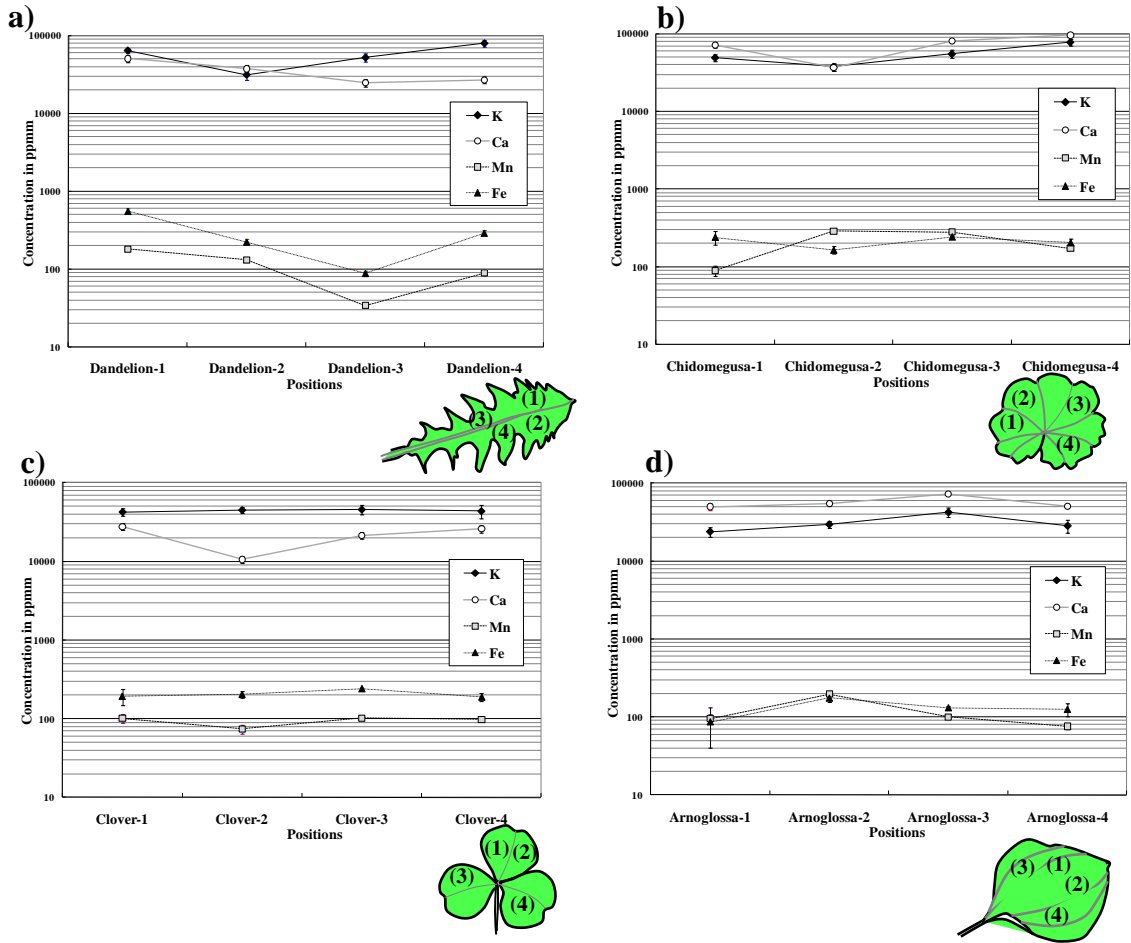 a)
Concentration in ppmm
100000
10000
1000
100
10
K
Ca
Mn
Fe
Dandelion-1 Dandelion-2 Dandelion-3 Dandelion-4
Positions
(1)
(2)
(3)
(4)
b)
Concentration in ppmm
100000
10000
1000
100
10
K
Ca
Mn
Fe
Chidomegusa-1 Chidomegusa-2 Chidomegusa-3 Chidomegusa-4
Positions
(2)
(3)
(1)
(4)
c)
Concentration in ppmm
100000
10000
1000
100
10
K
Ca
Mn
Fe
Clover-1 Clover-2 Clover-3 Clover-4
Positions
(1)
(2)
(3)
(4)
d)
Concentration in ppmm
100000
10000
1000
100
10
K
Ca
Mn
Fe
Arnoglossa-1 Arnoglossa-2 Arnoglossa-3 Arnoglossa-4
Positions
(3)
(1)
(2)
(4)